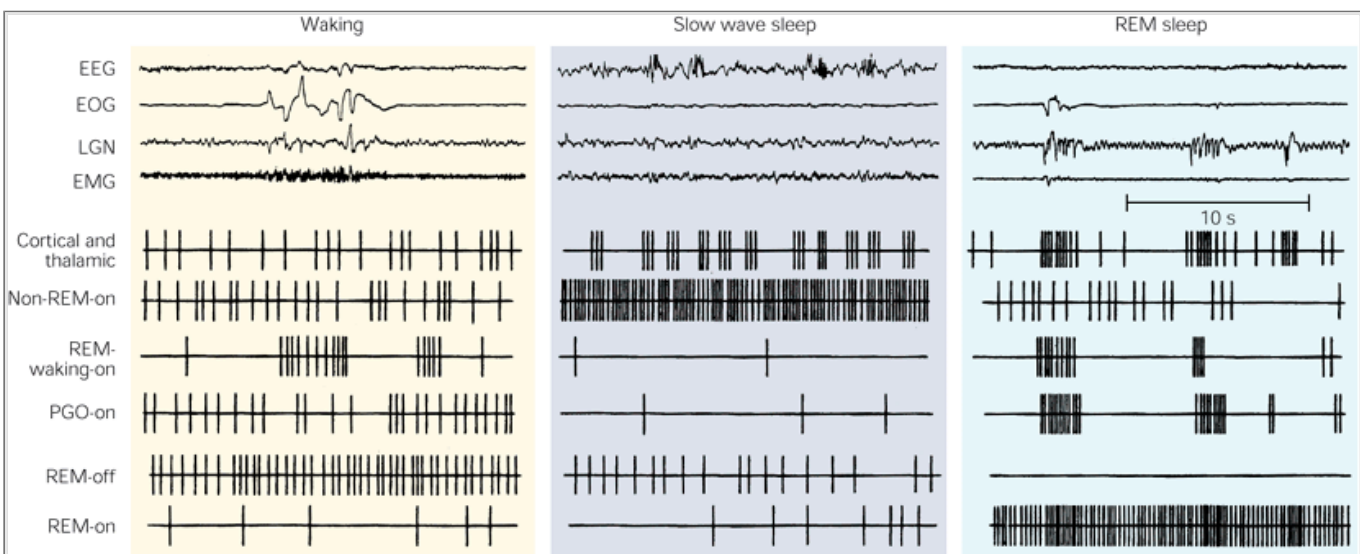 Waking
Slow wave sleep
REM sleep
EEG
EOG
LGN
EMG
10 s
Cortical and
thalamic
Non-REM-on
REM-
waking-on
PGO-on
REM-off
REM-on